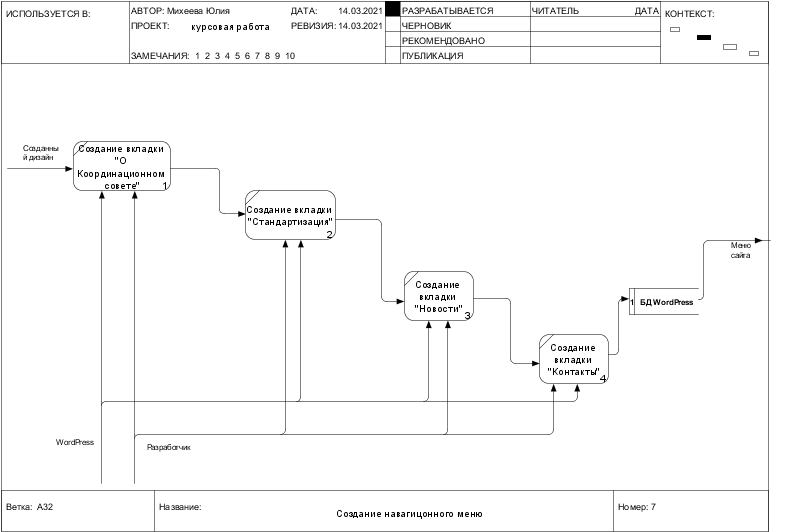 ИСПОЛЬЗУЕТСЯ В:
АВТОР: Михеева Юлия
ДАТА: 14.03.2021
ПРОЕКТ: курсовая работа
РЕВИЗИЯ: 14.03.2021
ЗАМЕЧАНИЯ: 1 2 3 4 5 6 7 8 9 10
РАЗРАБАТЫВАЕТСЯ
ЧЕРНОВИК
РЕКОМЕНДОВАНО
ПУБЛИКАЦИЯ
ЧИТАТЕЛЬ ДАТА
КОНТЕКСТ:
Созданны
й дизайн
Создание вкладки
"О
Координационном
совете"
1
Создание вкладки
"Стандартизация"
2
Создание
вкладки
"Новости"
3
Создание
вкладки
"Контакты"
4
1 БД WordPress
Меню
сайта
WordPress
Разработчик
Ветка: А32
Название:
Создание навагиционного меню
Номер: 7